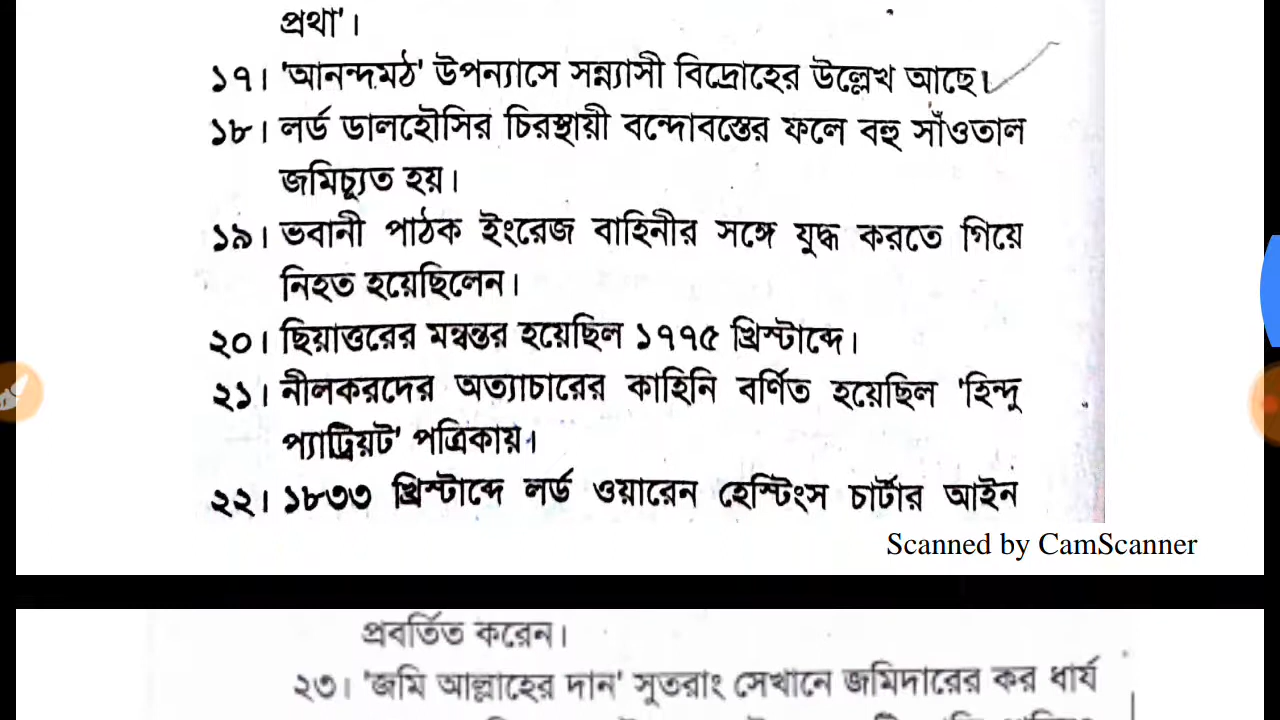 প্রথা'।
১৭। 'আনন্দমঠ' উপন্যাসে সন্ন্যাসী বিদ্রোহের উল্লেখ আছে।
১৮। লর্ড ডালহৌসির চিরস্থায়ী বন্দোবস্তের ফলে বহু সাঁওতাল
জমিচ্যুত হয়।
১৯। ভবানী পাঠক ইংরেজ বাহিনীর সঙ্গে যুদ্ধ করতে গিয়ে
নিহত হয়েছিলেন।
২০। ছিয়াত্তরের মন্বন্তর হয়েছিল ১৭৭৫ খ্রিস্টাব্দে।
২১। নীলকরদের অত্যাচারের কাহিনি বর্ণিত হয়েছিল 'হিন্দু
প্যাট্রিয়ট' পত্রিকায়।
২২। ১৮৩৩ খ্রিস্টাব্দে লর্ড ওয়ারেন হেস্টিংস চার্টার আইন
Scanned by CamScanner
প্রবর্তিত করেন।
২৩। 'জমি আল্লাহের দান' সুতরাং সেখানে জমিদারের কর ধার্য